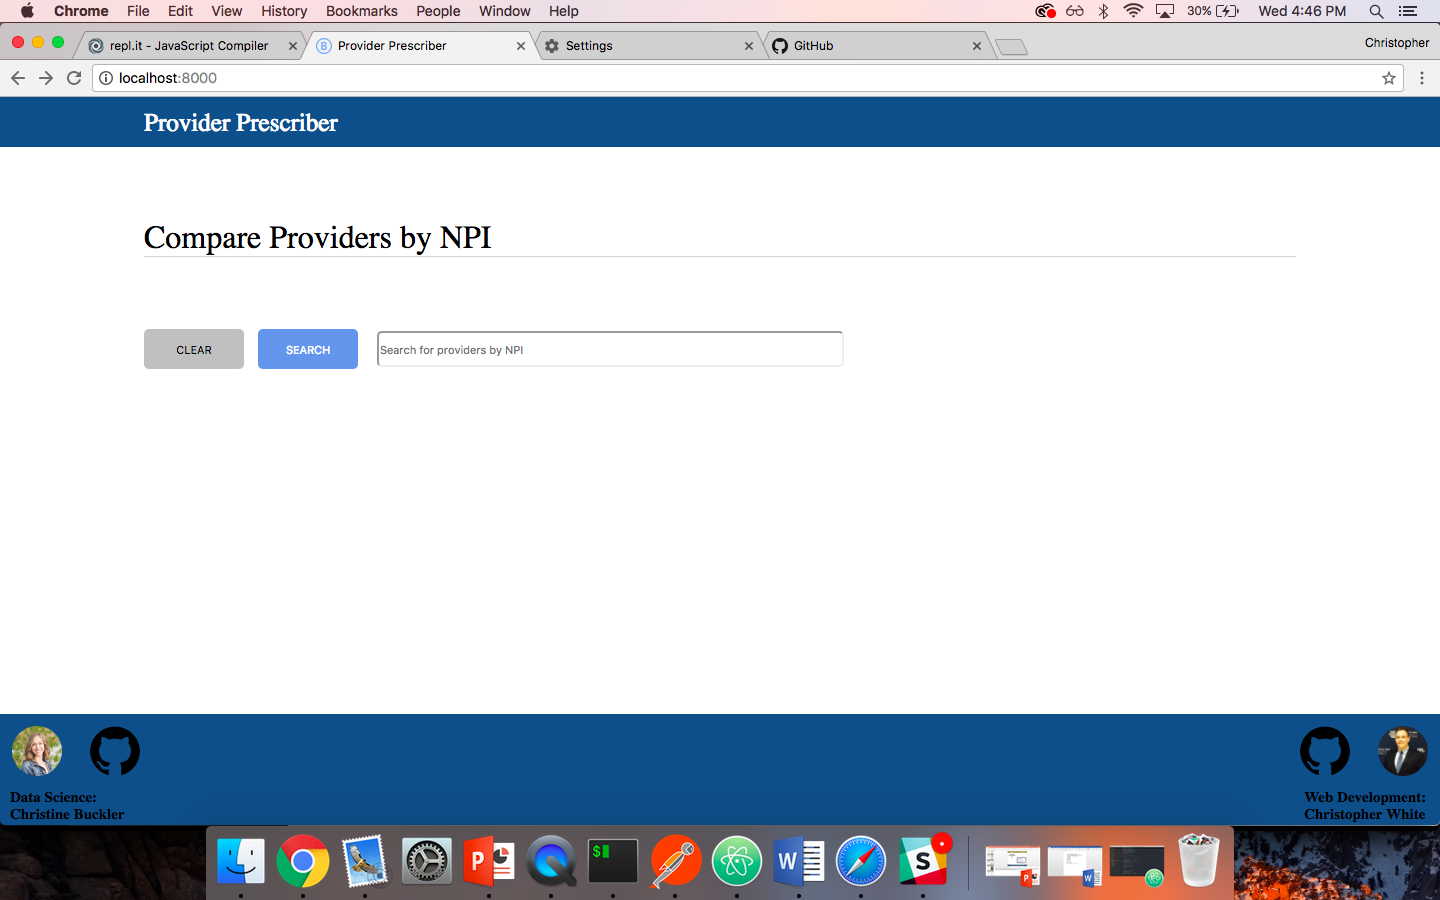 Chrome File Edit View History Bookmarks People Window Help 30% Wed 4:46 PM
repl.it - JavaScript Compiler Provider Prescriber Settings GitHub Christopher
localhost:8000
Provider Prescriber
Compare Providers by NPI
CLEAR SEARCH Search for providers by NPI
Data Science:
Christine Buckler
Web Development:
Christopher White